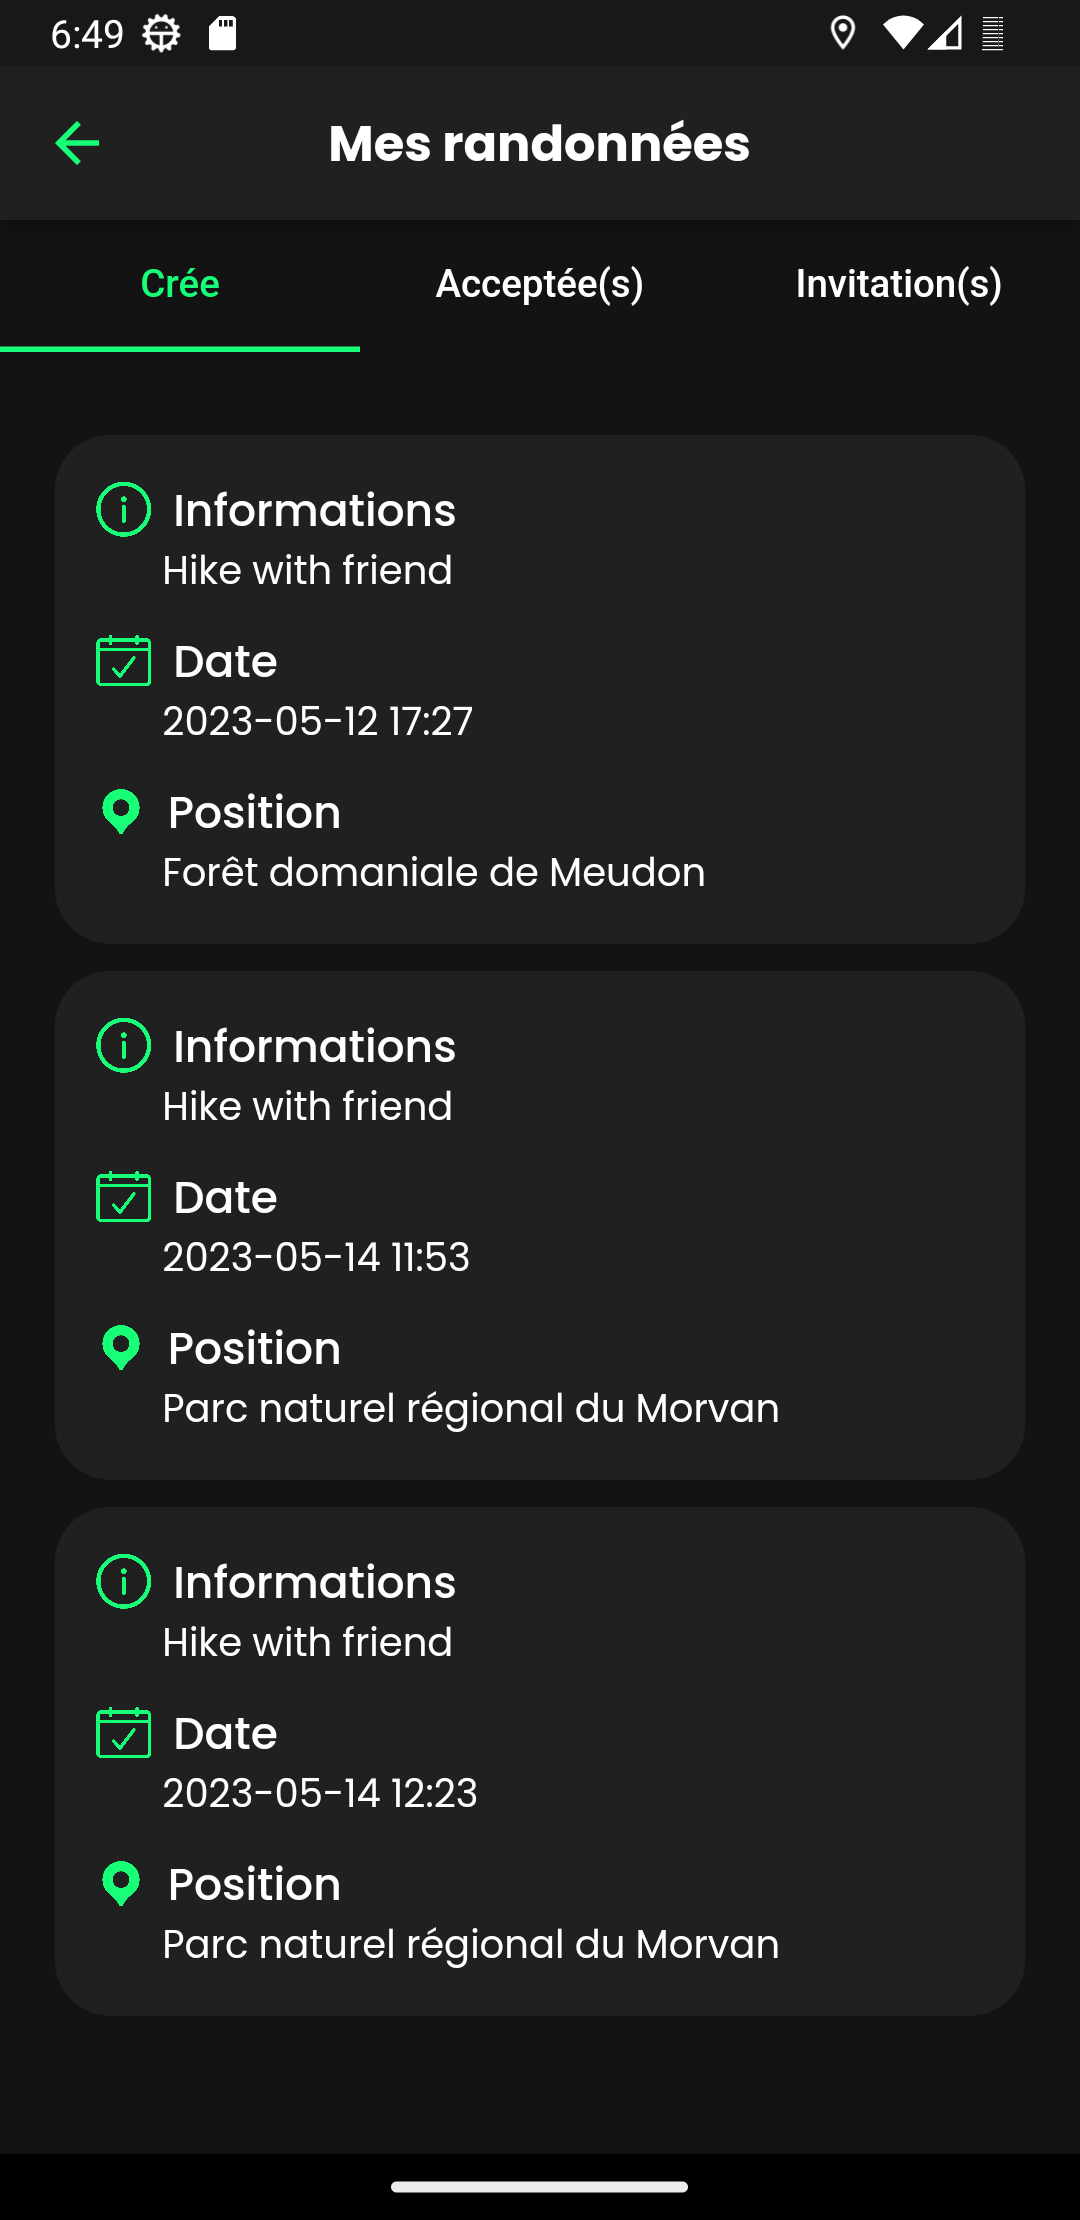 6:49
Mes randonnées
Crée Acceptée(s) Invitation(s)
Informations
Hike with friend
Date
2023-05-12 17:27
Position
Forêt domaniale de Meudon
Informations
Hike with friend
Date
2023-05-14 11:53
Position
Parc naturel régional du Morvan
Informations
Hike with friend
Date
2023-05-14 12:23
Position
Parc naturel régional du Morvan